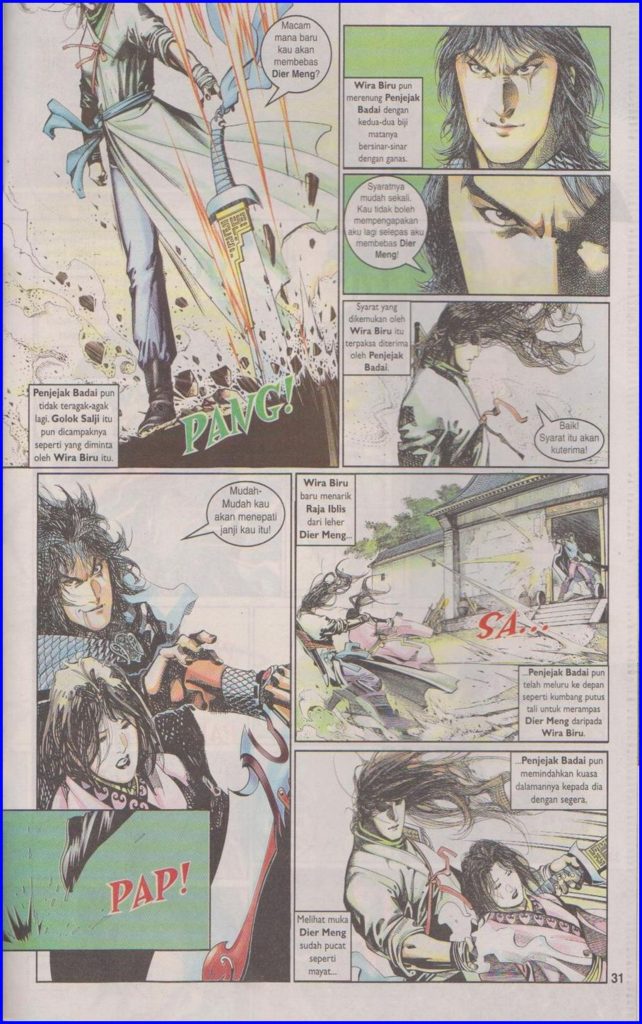 Macam
mana baru
kau akan
membebas
Dier Meng?
Penjejak Badai pun
tidak teragak-agak
lagi. Golok Salji itu
pun dicampaknya
seperti yang diminta
oleh Wira Biru itu.
PANG!
Wira Biru pun
merenung Penjejak
Badai dengan
kedua-dua biji
matanya
bersinar-sinar
dengan ganas.
Syaratnya
mudah sekali.
Kau tidak boleh
mempengapakan
aku lagi selepas aku
membebas Dier
Meng!
Syarat yang
dikemukan oleh
Wira Biru itu
terpaksa diterima
oleh Penjejak
Badai.
Baik!
Syarat itu akan
kuterima!
Mudah-
Mudah kau
akan menepati
janji kau itu!
PAP!
Wira Biru
baru menarik
Raja Iblis
dari leher
Dier Meng...
SA...
...Penjejak Badai pun
telah meluru ke depan
seperti kumbang putus
tali untuk merampas
Dier Meng daripada
Wira Biru.
...Penjejak Badai pun
memindahkan kuasa
dalamannya kepada dia
dengan segera.
Melihat muka
Dier Meng
sudah pucat
seperti
mayat...
31